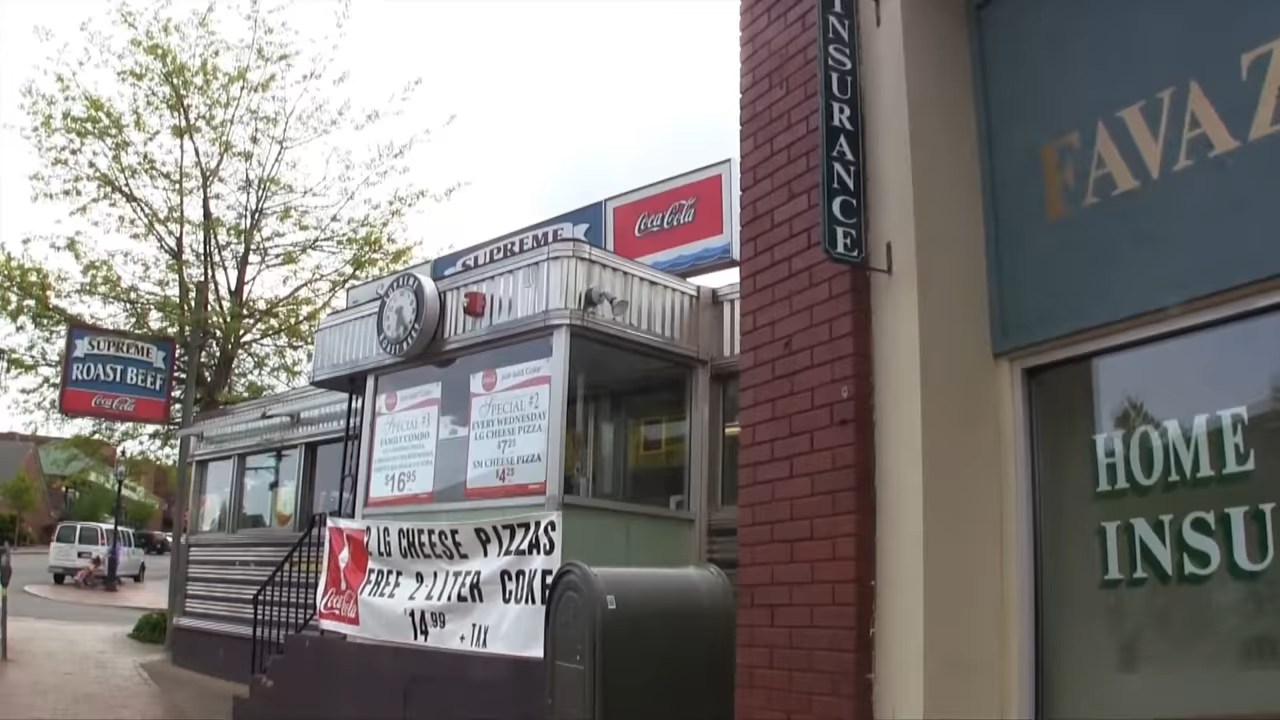 SUPREME
ROAST BEEF
Coca-Cola
SUPREME
Coca-Cola
SUPREME
SPECIAL #3
FAMILY COMBO
$16.95
SPECIAL #2
EVERY WEDNESDAY
LG CHEESE PIZZA
$7.25
SM CHEESE PIZZA
$4.25
2 LG CHEESE PIZZAS
FREE 2-LITER COKE
$14.99
+ TAX
Coca-Cola
INSURANCE
FAVAZ
HOME
INSU